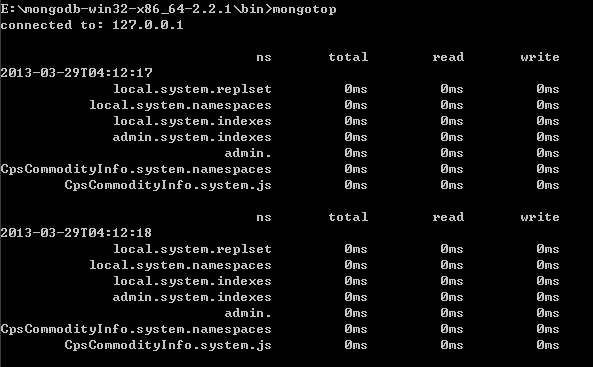 E:\mongodb-win32-x86_64-2.2.1\bin>mongotop
connected to: 127.0.0.1
ns total read write
2013-03-29T04:12:17
local.system.replset 0ms 0ms 0ms
local.system.namespaces 0ms 0ms 0ms
local.system.indexes 0ms 0ms 0ms
admin.system.indexes 0ms 0ms 0ms
admin. 0ms 0ms 0ms
CpsCommodityInfo.system.namespaces 0ms 0ms 0ms
CpsCommodityInfo.system.js 0ms 0ms 0ms
ns total read write
2013-03-29T04:12:18
local.system.replset 0ms 0ms 0ms
local.system.namespaces 0ms 0ms 0ms
local.system.indexes 0ms 0ms 0ms
admin.system.indexes 0ms 0ms 0ms
admin. 0ms 0ms 0ms
CpsCommodityInfo.system.namespaces 0ms 0ms 0ms
CpsCommodityInfo.system.js 0ms 0ms 0ms